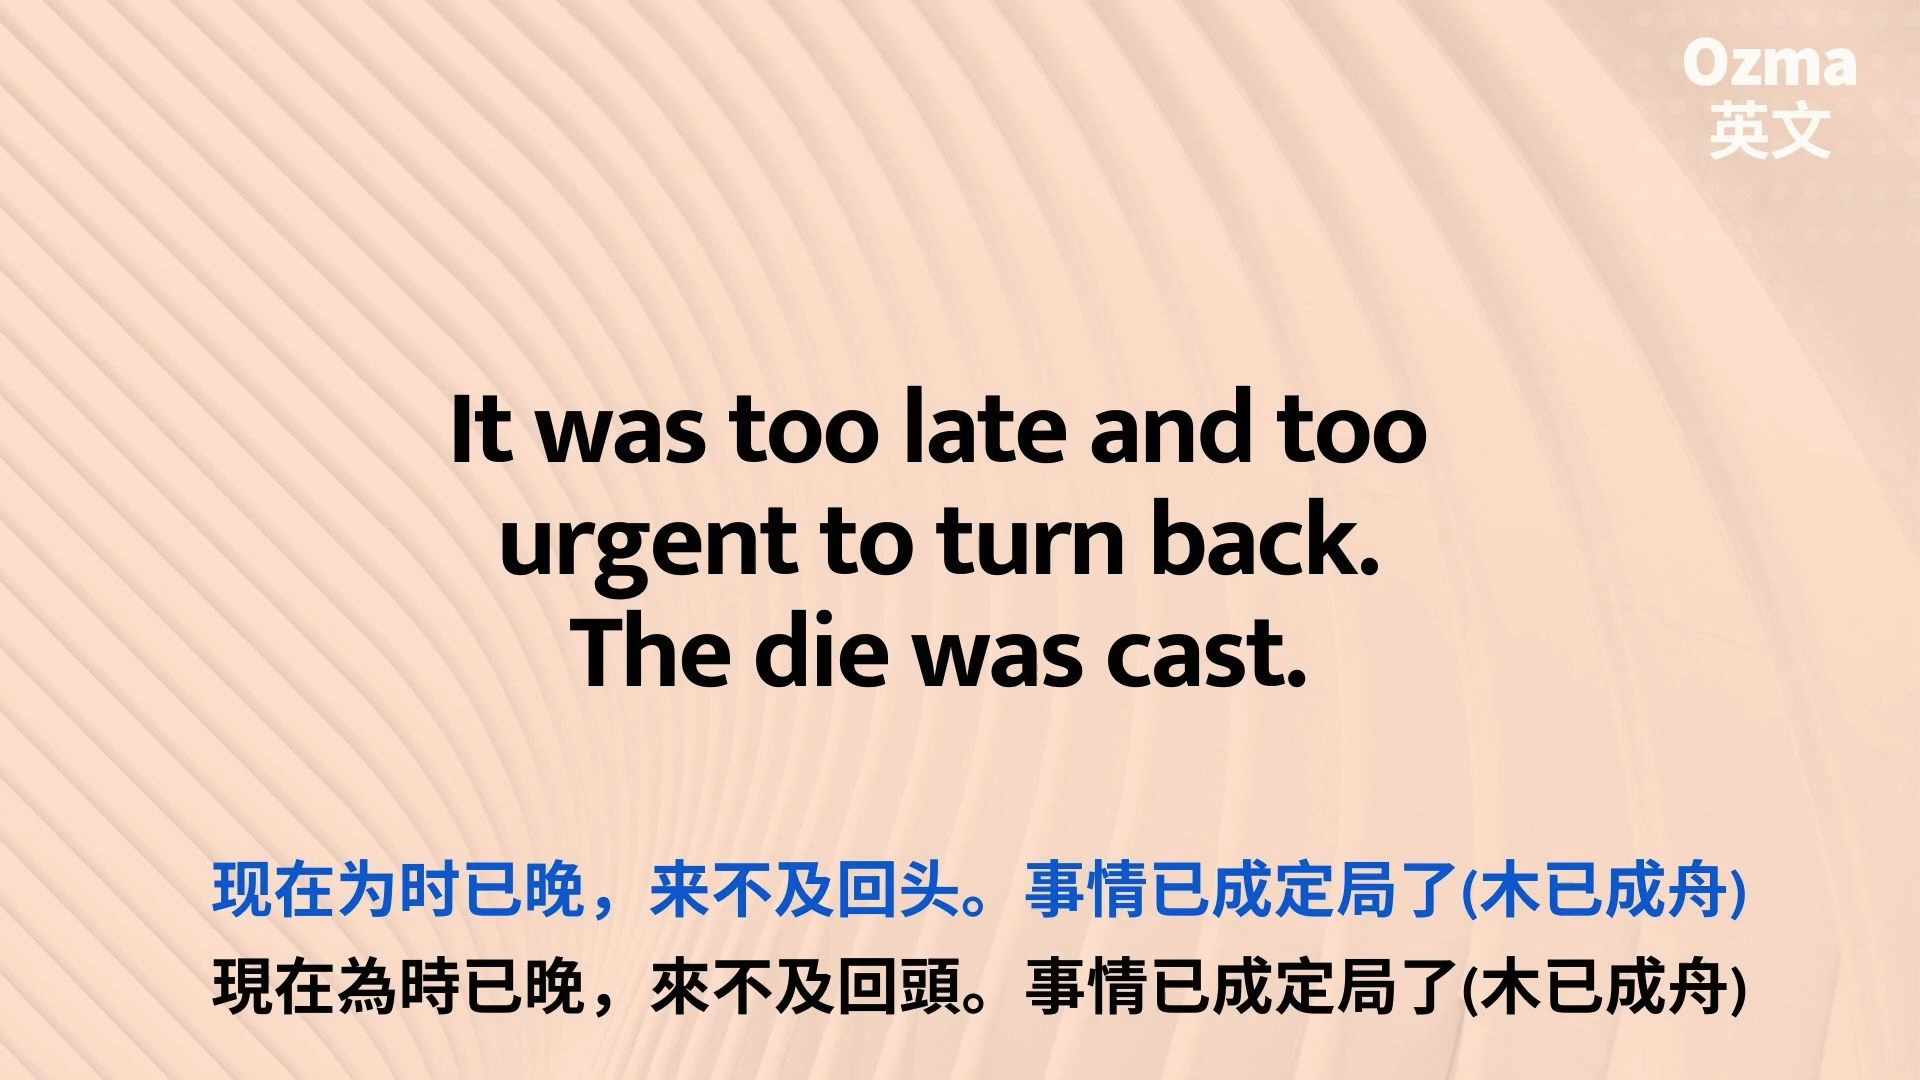 Ozma
英文
It was too late and too
urgent to turn back.
The die was cast.
现在为时已晚，来不及回头。事情已成定局了(木已成舟)
現在為時已晚，來不及回頭。事情已成定局了(木已成舟)